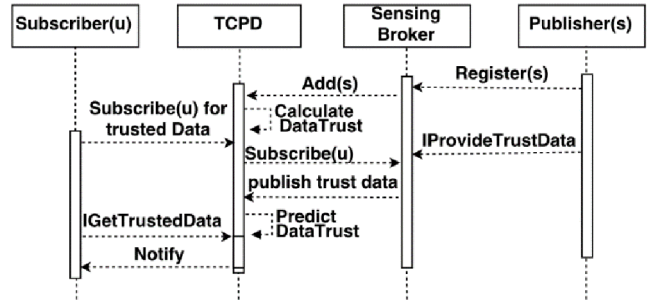 Subscriber(u)
TCPD
Sensing
Broker
Publisher(s)
Register(s)
Add(s)
Calculate
DataTrust
Subscribe(u) for
trusted Data
IProvideTrustData
Subscribe(u)
publish trust data
Predict
DataTrust
IGetTrustedData
Notify